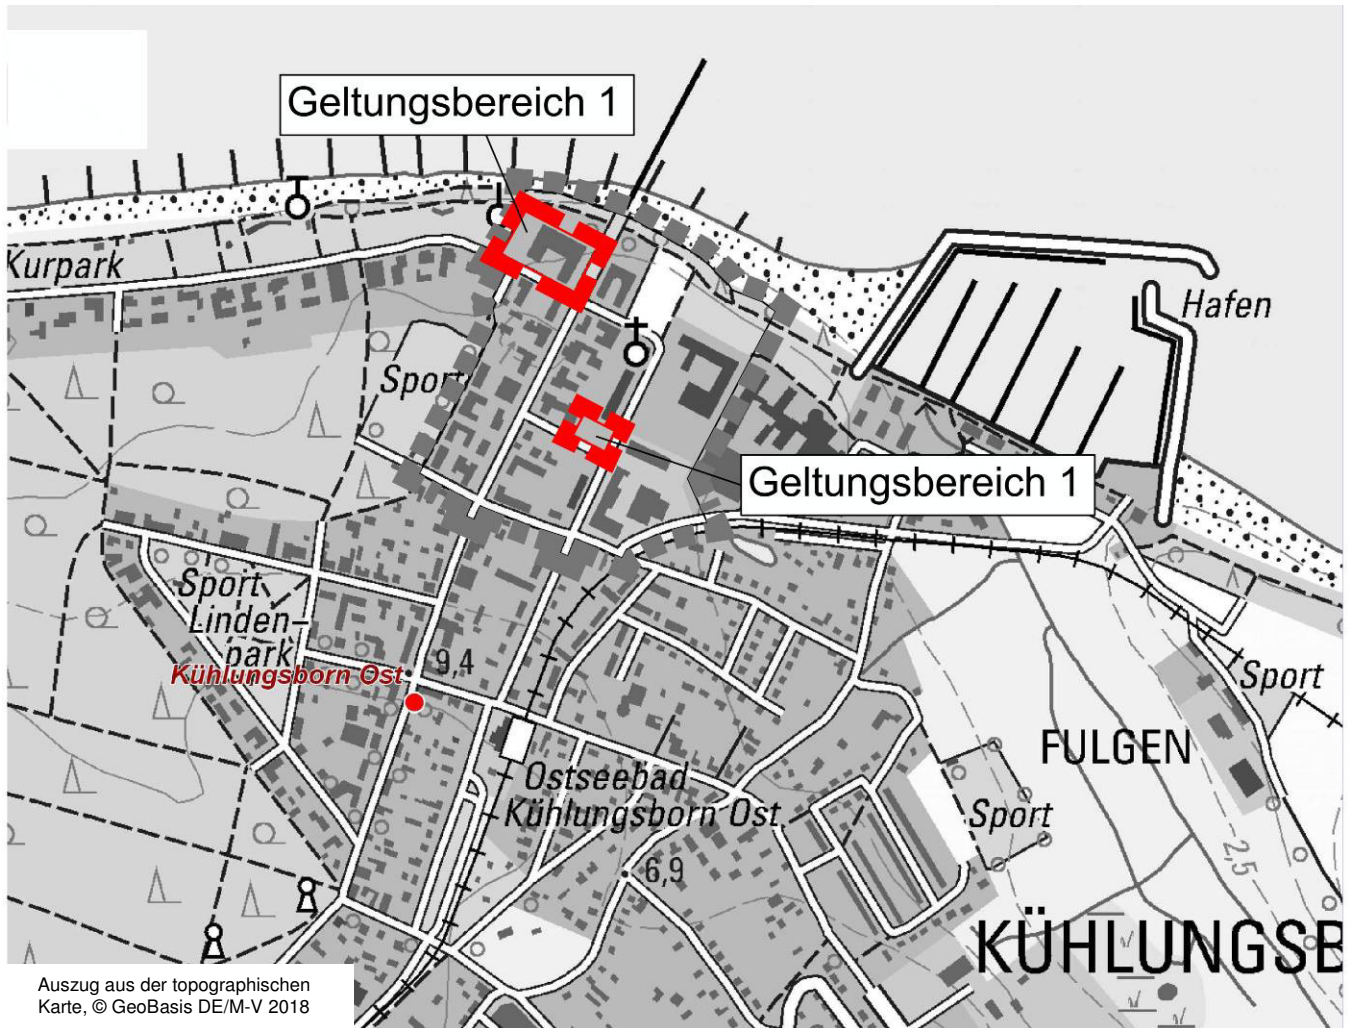 Geltungsbereich 1
Kurpark
Hafen
Sport
Geltungsbereich 1
Sport
Linden-
park
Kühlungsborn Ost
9,4
Sport
FULGEN
Ostseebad
Kühlungsborn Ost
Sport
6,9
2,5
KÜHLUNGSB
Auszug aus der topographischen
Karte, © GeoBasis DE/M-V 2018